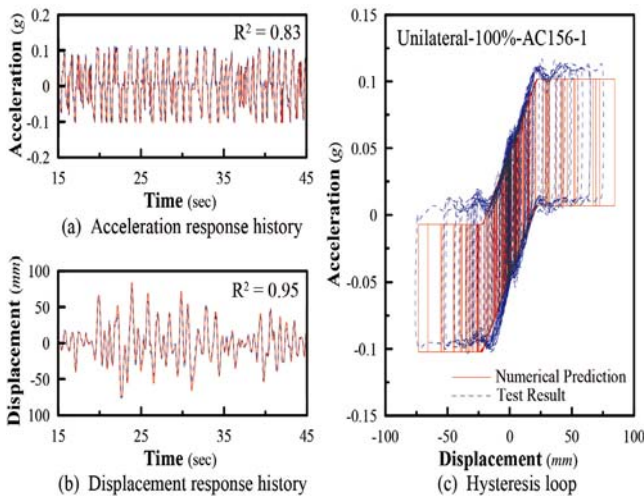 R² = 0.83
Acceleration (g)
0.2
0.1
0
-0.1
-0.2
15 25 35 45
Time (sec)
(a) Acceleration response history
R² = 0.95
Displacement (mm)
100
50
0
-50
100
15 25 35 45
Time (sec)
(b) Displacement response history
Unilateral-100%-AC156-1
Acceleration (g)
0.15
0.1
0.05
0
-0.05
-0.1
-0.15
Numerical Prediction
Test Result
-100 -50 0 50 100
Displacement (mm)
(c) Hysteresis loop